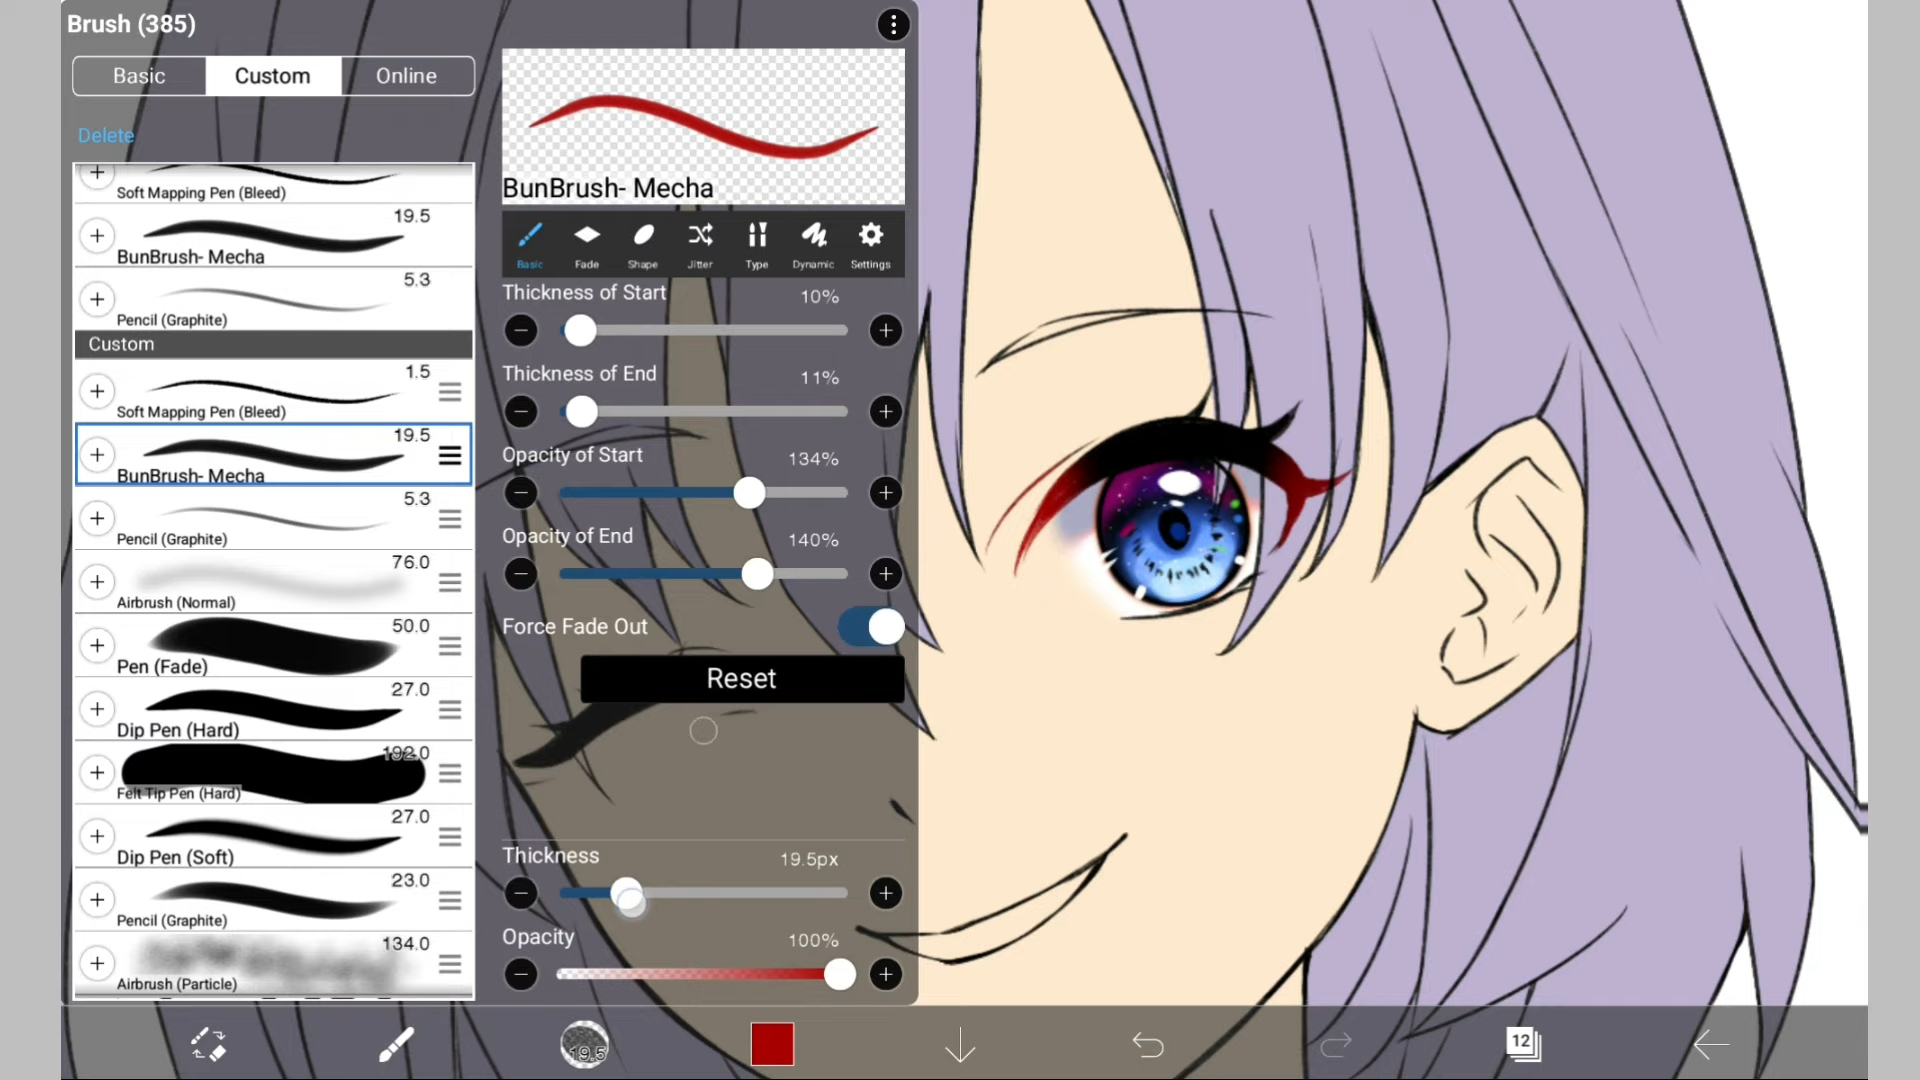 Brush (385)
Basic
Custom
Online
Delete
Soft Mapping Pen (Bleed)
19.5
BunBrush- Mecha
5.3
Pencil (Graphite)
Custom
1.5
Soft Mapping Pen (Bleed)
19.5
BunBrush- Mecha
5.3
Pencil (Graphite)
76.0
Airbrush (Normal)
50.0
Pen (Fade)
27.0
Dip Pen (Hard)
192.0
Felt Tip Pen (Hard)
27.0
Dip Pen (Soft)
23.0
Pencil (Graphite)
134.0
Airbrush (Particle)
BunBrush- Mecha
Basic
Fade
Shape
Jitter
Type
Dynamic
Settings
Thickness of Start
10%
Thickness of End
11%
Opacity of Start
134%
Opacity of End
140%
Force Fade Out
Reset
Thickness
19.5px
Opacity
100%
19.5
12